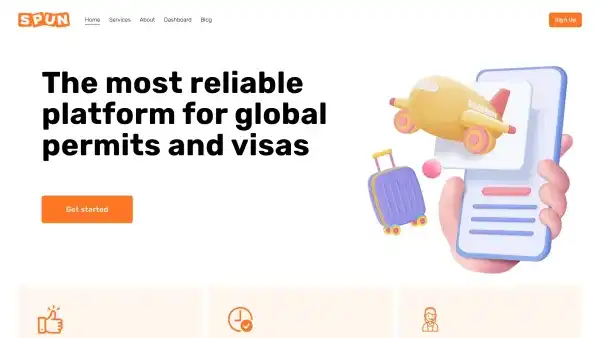 SPUN
Home Services About Dashboard Blog
Sign Up
The most reliable
platform for global
permits and visas
Get started